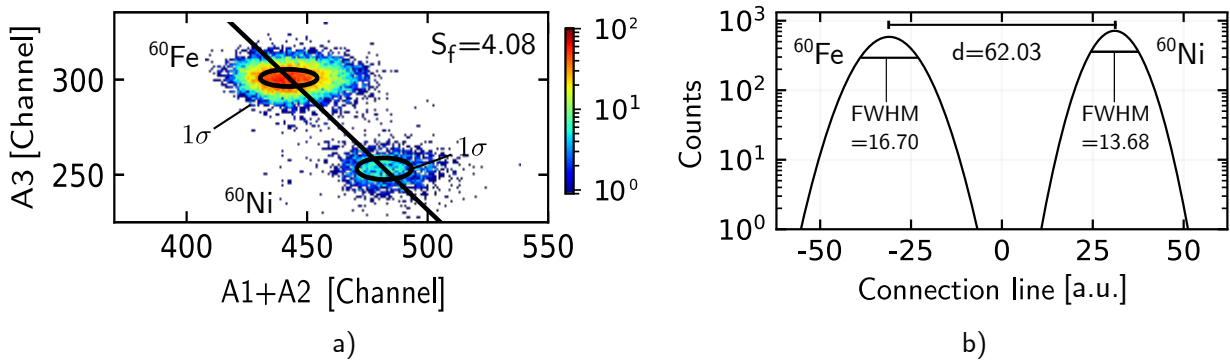 A3 [Channel]
300
250
⁶⁰Fe
S_f=4.08
1σ
1σ
⁶⁰Ni
400
450
500
550
A1+A2 [Channel]
10²
10¹
10⁰
a)
Counts
10³
10²
10¹
10⁰
⁶⁰Fe
d=62.03
⁶⁰Ni
FWHM
=16.70
FWHM
=13.68
-50
-25
0
25
50
Connection line [a.u.]
b)